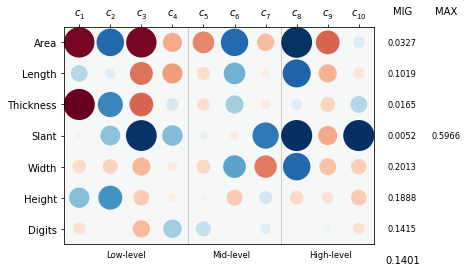 c1 c2 c3 c4 c5 c6 c7 c8 c9 c10 MIG MAX
Area 0.0327
Length 0.1019
Thickness 0.0165
Slant 0.0052 0.5966
Width 0.2013
Height 0.1888
Digits 0.1415
Low-level Mid-level High-level
0.1401